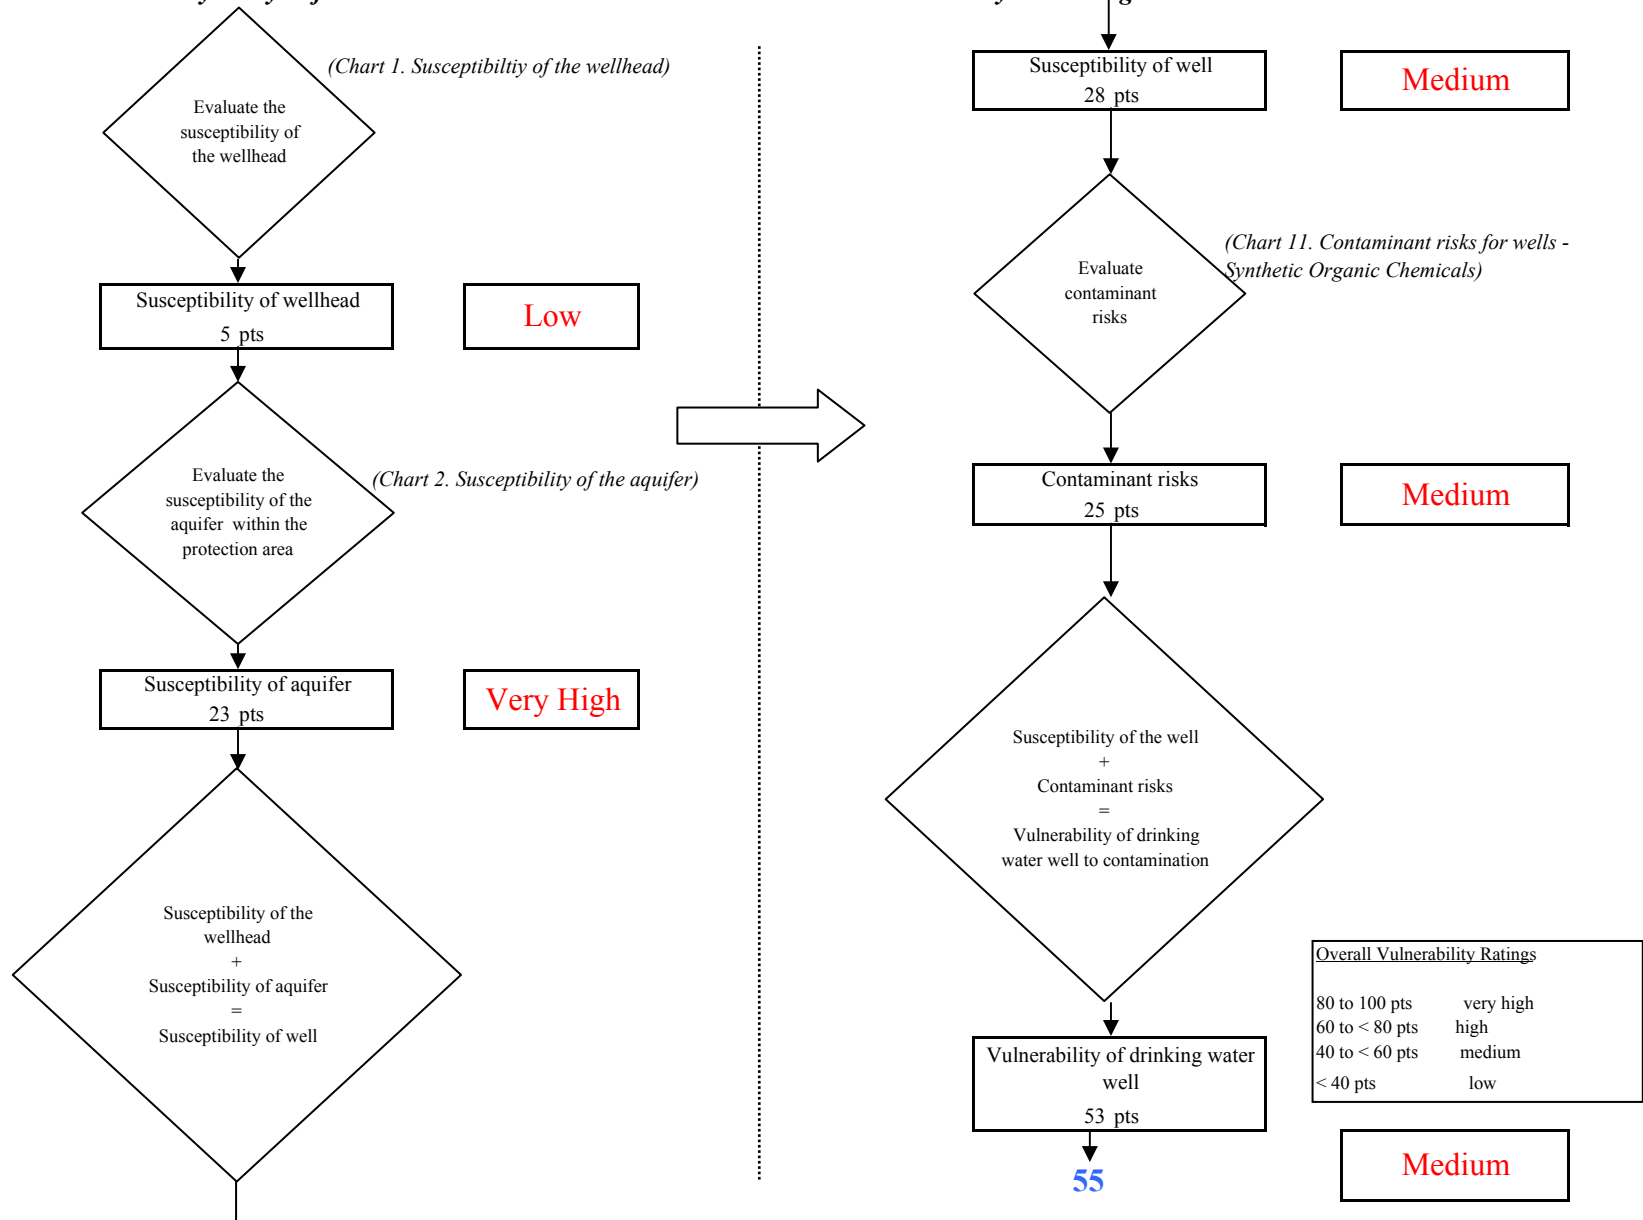 (Chart 1. Susceptibiltiy of the wellhead)
Evaluate the
susceptibility of
the wellhead
Susceptibility of wellhead
5 pts
Low
Evaluate the
susceptibility of the
aquifer within the
protection area
(Chart 2. Susceptibility of the aquifer)
Susceptibility of aquifer
23 pts
Very High
Susceptibility of the
wellhead
+
Susceptibility of aquifer
=
Susceptibility of well
Susceptibility of well
28 pts
Medium
Evaluate
contaminant
risks
(Chart 11. Contaminant risks for wells -
Synthetic Organic Chemicals)
Contaminant risks
25 pts
Medium
Susceptibility of the well
+
Contaminant risks
=
Vulnerability of drinking
water well to contamination
Overall Vulnerability Ratings
80 to 100 pts very high
60 to < 80 pts high
40 to < 60 pts medium
< 40 pts low
Vulnerability of drinking water
well
53 pts
55
Medium